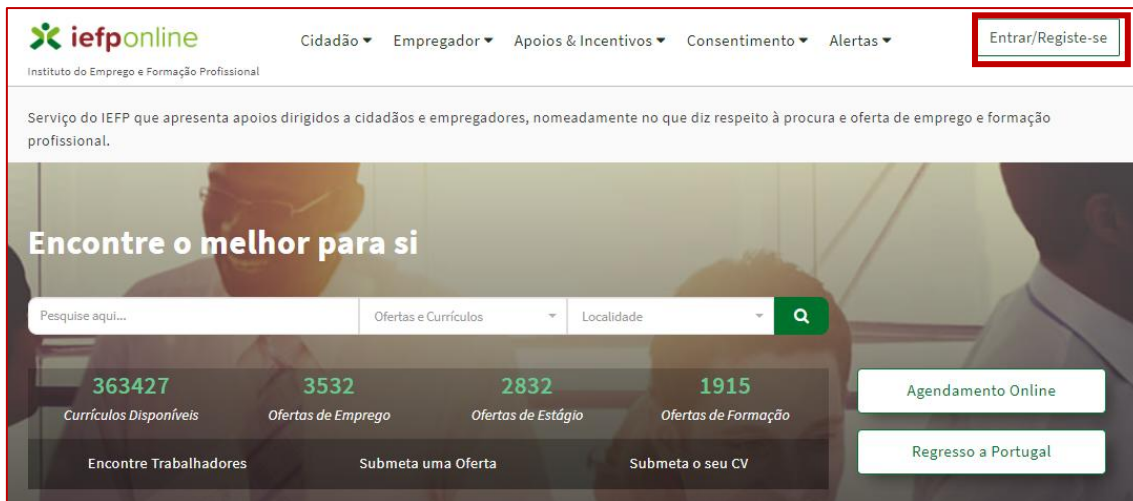 iefponline
Instituto do Emprego e Formação Profissional
Cidadão Empregador Apoios & Incentivos Consentimento Alertas Entrar/Registe-se
Serviço do IEFP que apresenta apoios dirigidos a cidadãos e empregadores, nomeadamente no que diz respeito à procura e oferta de emprego e formação
profissional.
Encontre o melhor para si
Pesquise aqui... Ofertas e Currículos Localidade
363427 3532 2832 1915
Currículos Disponíveis Ofertas de Emprego Ofertas de Estágio Ofertas de Formação
Encontre Trabalhadores Submeta uma Oferta Submeta o seu CV
Agendamento Online
Regresso a Portugal